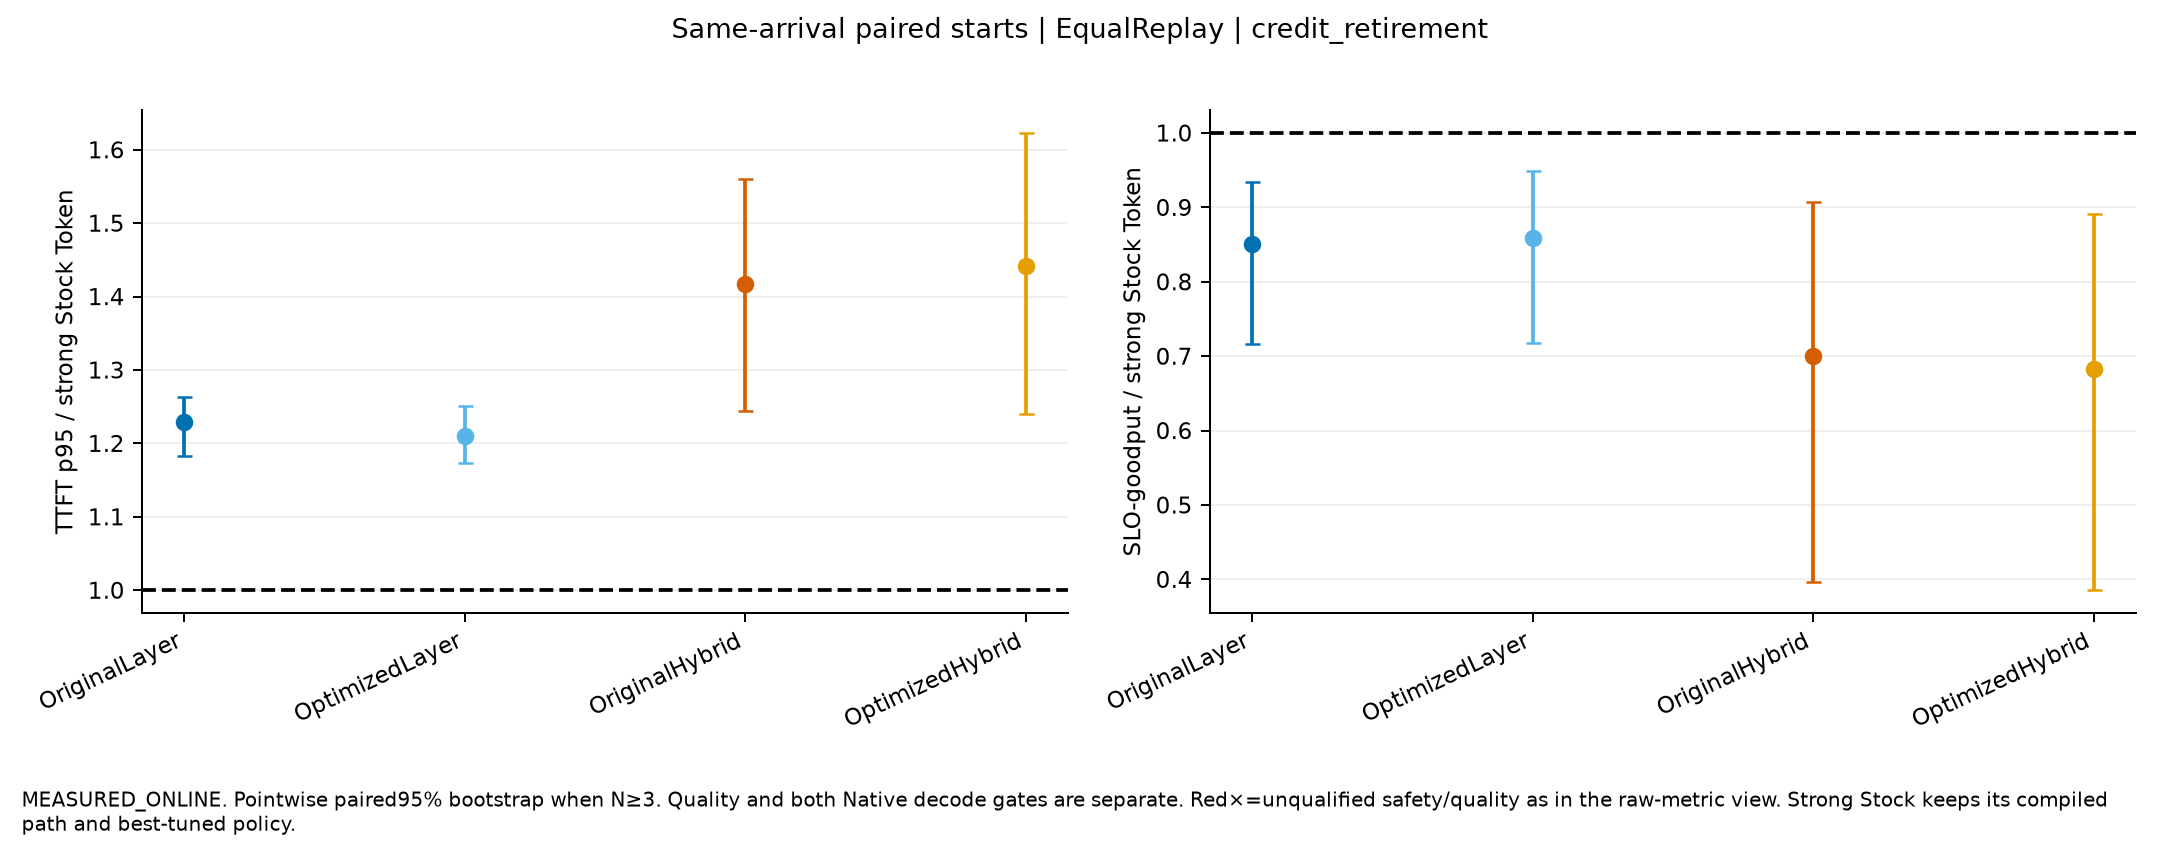 Same-arrival paired starts | EqualReplay | credit_retirement
TTFT p95 / strong Stock Token
1.6
1.5
1.4
1.3
1.2
1.1
1.0
OriginalLayer
OptimizedLayer
OriginalHybrid
OptimizedHybrid
SLO-goodput / strong Stock Token
1.0
0.9
0.8
0.7
0.6
0.5
0.4
OriginalLayer
OptimizedLayer
OriginalHybrid
OptimizedHybrid
MEASURED_ONLINE. Pointwise paired95% bootstrap when N≥3. Quality and both Native decode gates are separate. Red×=unqualified safety/quality as in the raw-metric view. Strong Stock keeps its compiled
path and best-tuned policy.